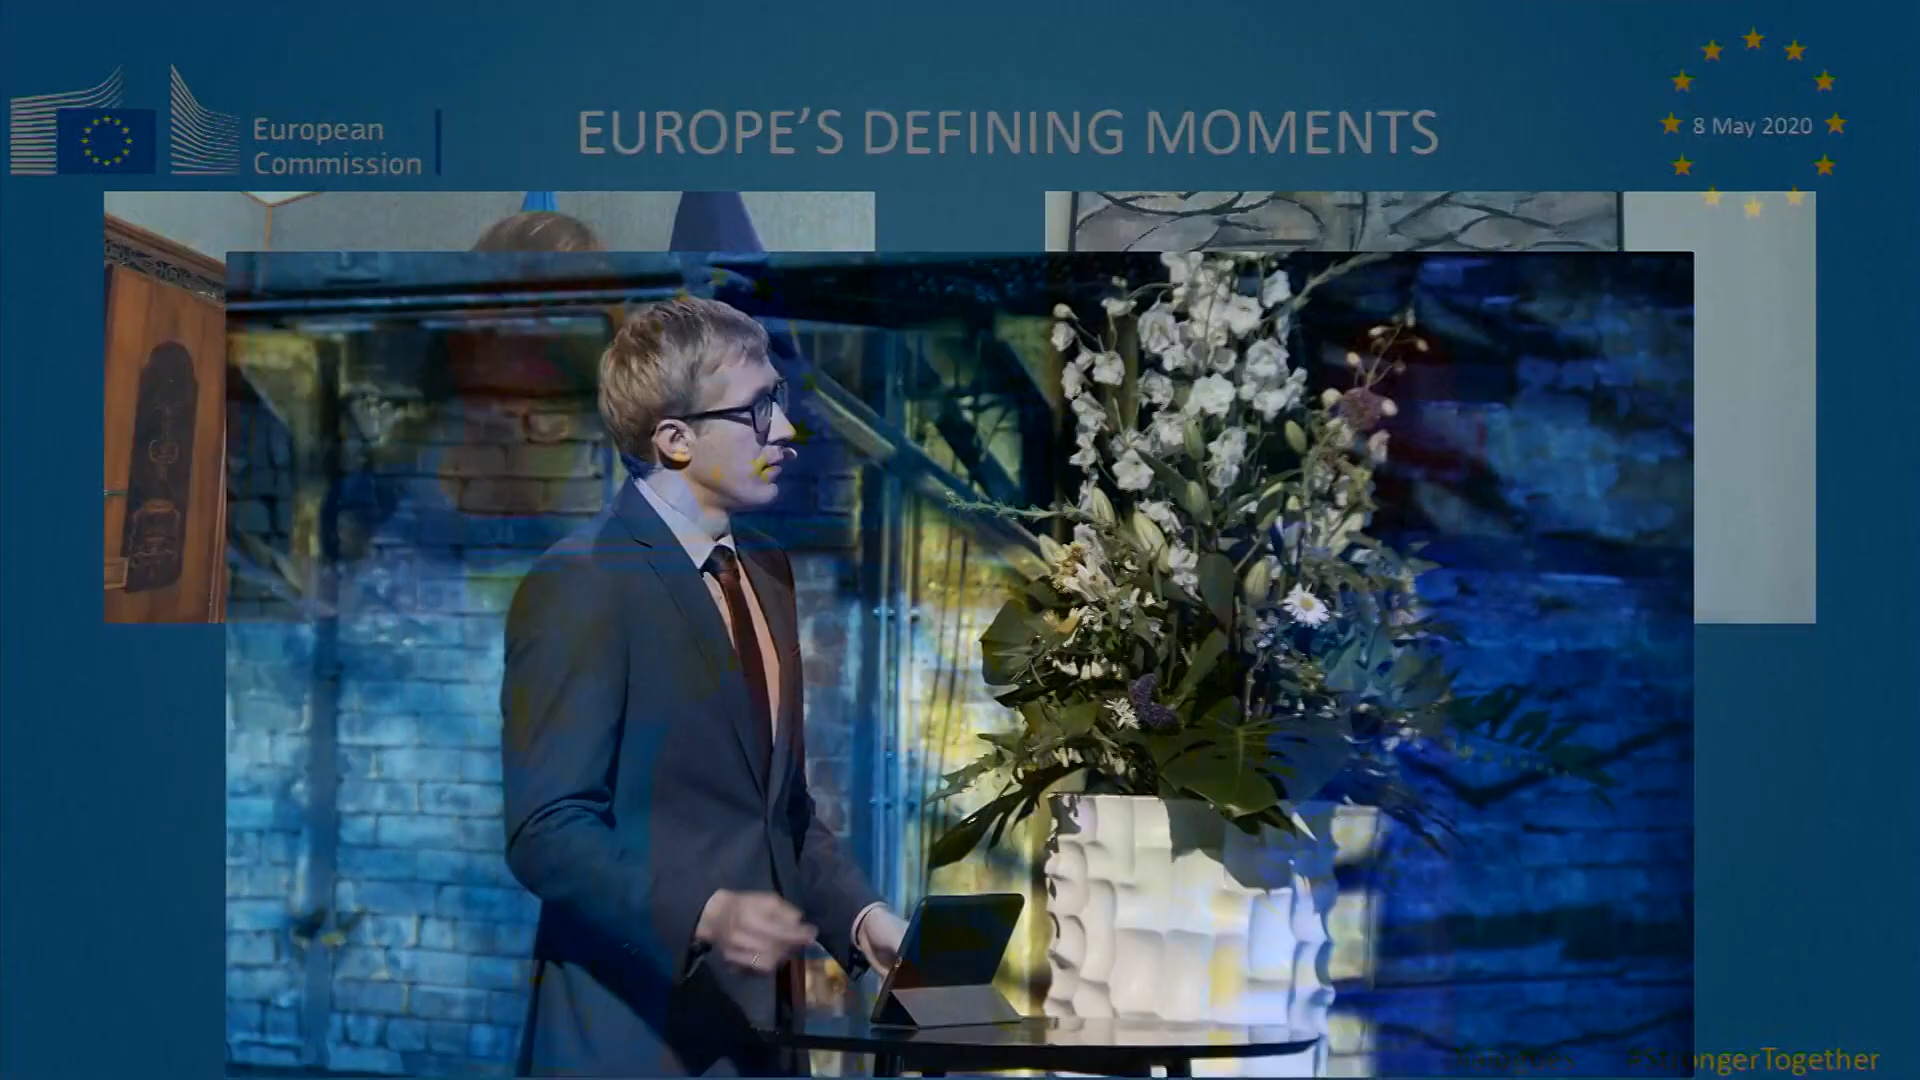 European
Commission
EUROPE'S DEFINING MOMENTS
8 May 2020
#StrongerTogether